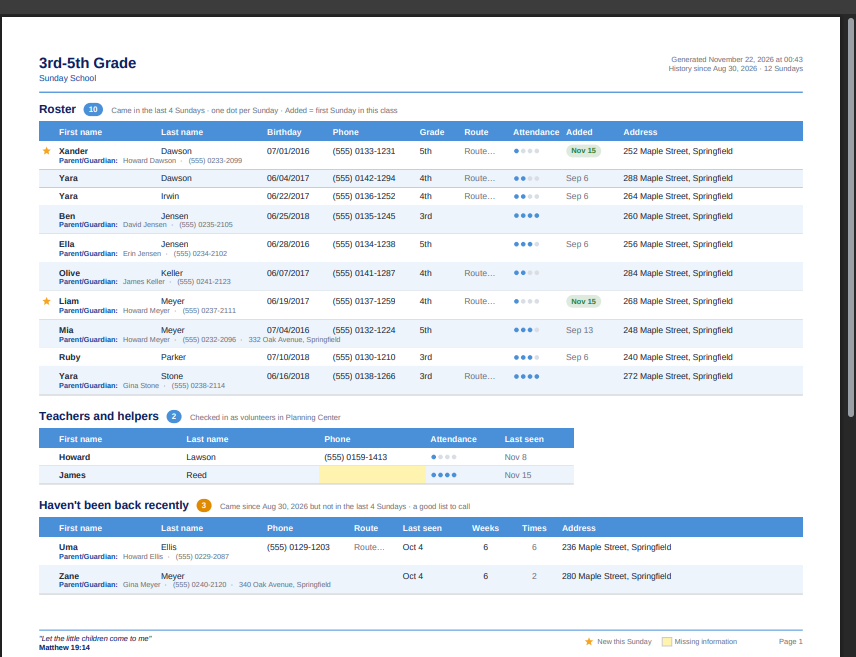 3rd-5th Grade
Sunday School
Generated November 22, 2026 at 00:43
History since Aug 30, 2026 · 12 Sundays
Roster 10 Came in the last 4 Sundays · one dot per Sunday · Added = first Sunday in this class
First name Last name Birthday Phone Grade Route Attendance Added Address
Xander Dawson 07/01/2016 (555) 0133-1231 5th Route... Nov 15 252 Maple Street, Springfield
Parent/Guardian: Howard Dawson · (555) 0233-2099
Yara Dawson 06/04/2017 (555) 0142-1294 4th Route... Sep 6 288 Maple Street, Springfield
Yara Irwin 06/22/2017 (555) 0136-1252 4th Route... Sep 6 264 Maple Street, Springfield
Ben Jensen 06/25/2018 (555) 0135-1245 3rd 260 Maple Street, Springfield
Parent/Guardian: David Jensen · (555) 0235-2105
Ella Jensen 06/28/2016 (555) 0134-1238 5th Sep 6 256 Maple Street, Springfield
Parent/Guardian: Erin Jensen · (555) 0234-2102
Olive Keller 06/07/2017 (555) 0141-1287 4th Route... 284 Maple Street, Springfield
Parent/Guardian: James Keller · (555) 0241-2123
Liam Meyer 06/19/2017 (555) 0137-1259 4th Route... Nov 15 268 Maple Street, Springfield
Parent/Guardian: Howard Meyer · (555) 0237-2111
Mia Meyer 07/04/2016 (555) 0132-1224 5th Sep 13 248 Maple Street, Springfield
Parent/Guardian: Howard Meyer · (555) 0232-2096 · 332 Oak Avenue, Springfield
Ruby Parker 07/10/2018 (555) 0130-1210 3rd Sep 6 240 Maple Street, Springfield
Yara Stone 06/16/2018 (555) 0138-1266 3rd Route... 272 Maple Street, Springfield
Parent/Guardian: Gina Stone · (555) 0238-2114
Teachers and helpers 2 Checked in as volunteers in Planning Center
First name Last name Phone Attendance Last seen
Howard Lawson (555) 0159-1413 Nov 8
James Reed Nov 15
Haven't been back recently 3 Came since Aug 30, 2026 but not in the last 4 Sundays · a good list to call
First name Last name Phone Route Last seen Weeks Times Address
Uma Ellis (555) 0129-1203 Route... Oct 4 6 6 236 Maple Street, Springfield
Parent/Guardian: Howard Ellis · (555) 0229-2087
Zane Meyer Oct 4 6 2 280 Maple Street, Springfield
Parent/Guardian: Gina Meyer · (555) 0240-2120 · 340 Oak Avenue, Springfield
"Let the little children come to me"
Matthew 19:14
New this Sunday Missing information Page 1